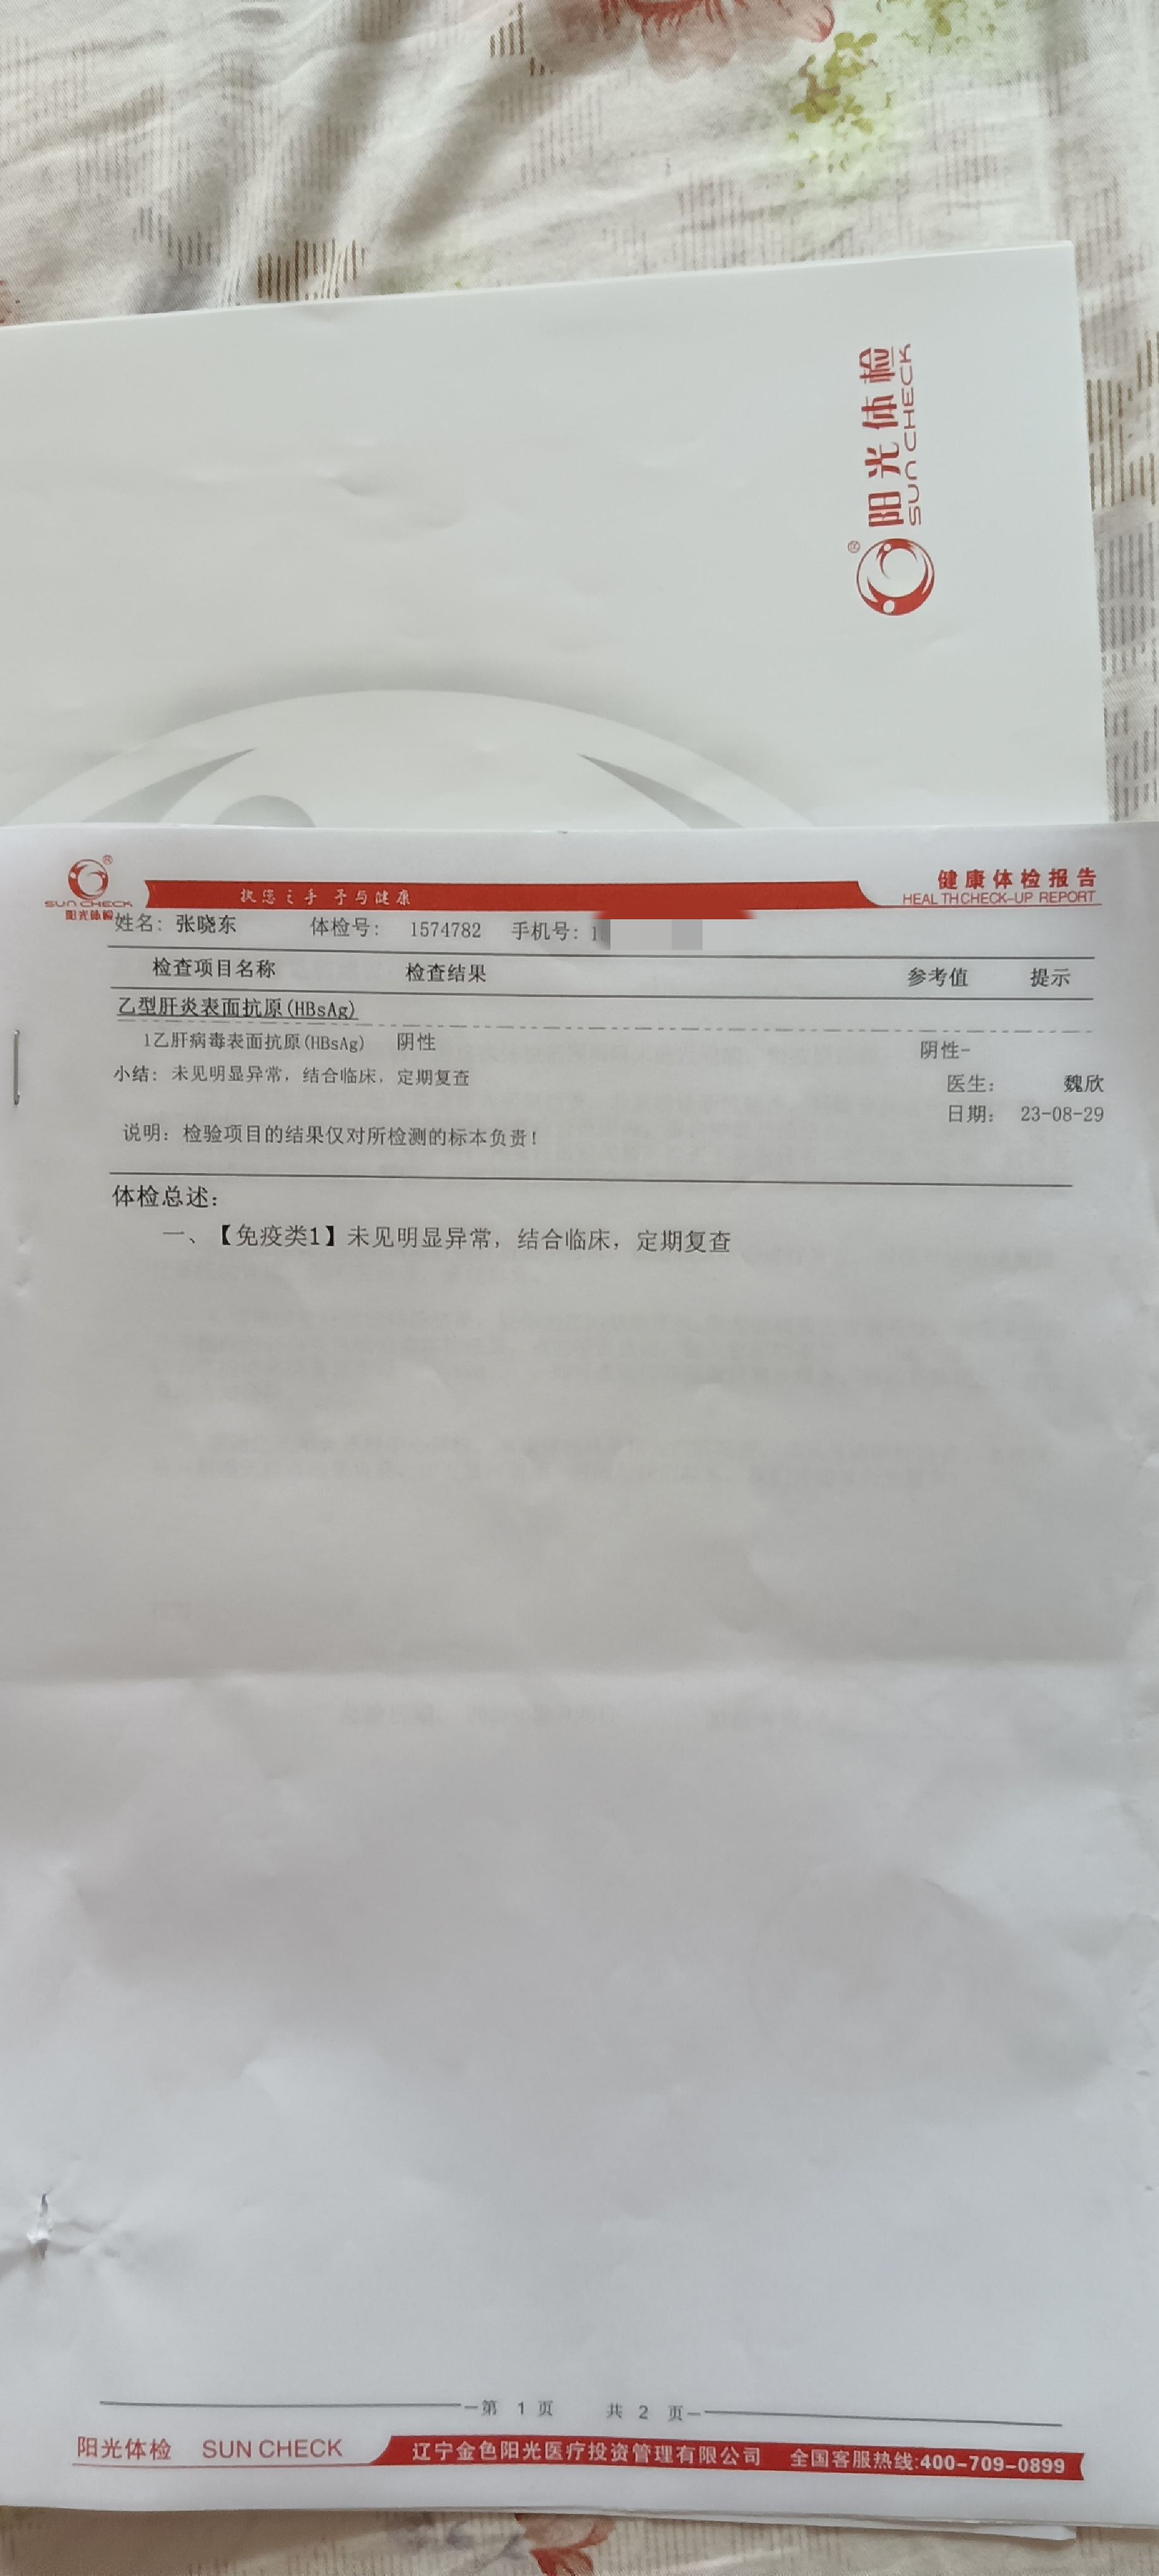 阳光体检
SUN CHECK
SUN CHECK
阳光体检
扶您之手 予与健康
健康体检报告
HEALTHCHECK-UP REPORT
姓名：张晓东 体检号： 1574782 手机号：1
检查项目名称 检查结果 参考值 提示
乙型肝炎表面抗原(HBsAg)
1乙肝病毒表面抗原(HBsAg) 阴性 阴性-
小结：未见明显异常，结合临床，定期复查
医生： 魏欣
日期： 23-08-29
说明：检验项目的结果仅对所检测的标本负责！
体检总述：
一、【免疫类1】未见明显异常，结合临床，定期复查
—第 1 页 共 2 页—
阳光体检 SUN CHECK 辽宁金色阳光医疗投资管理有限公司 全国客服热线:400-709-0899